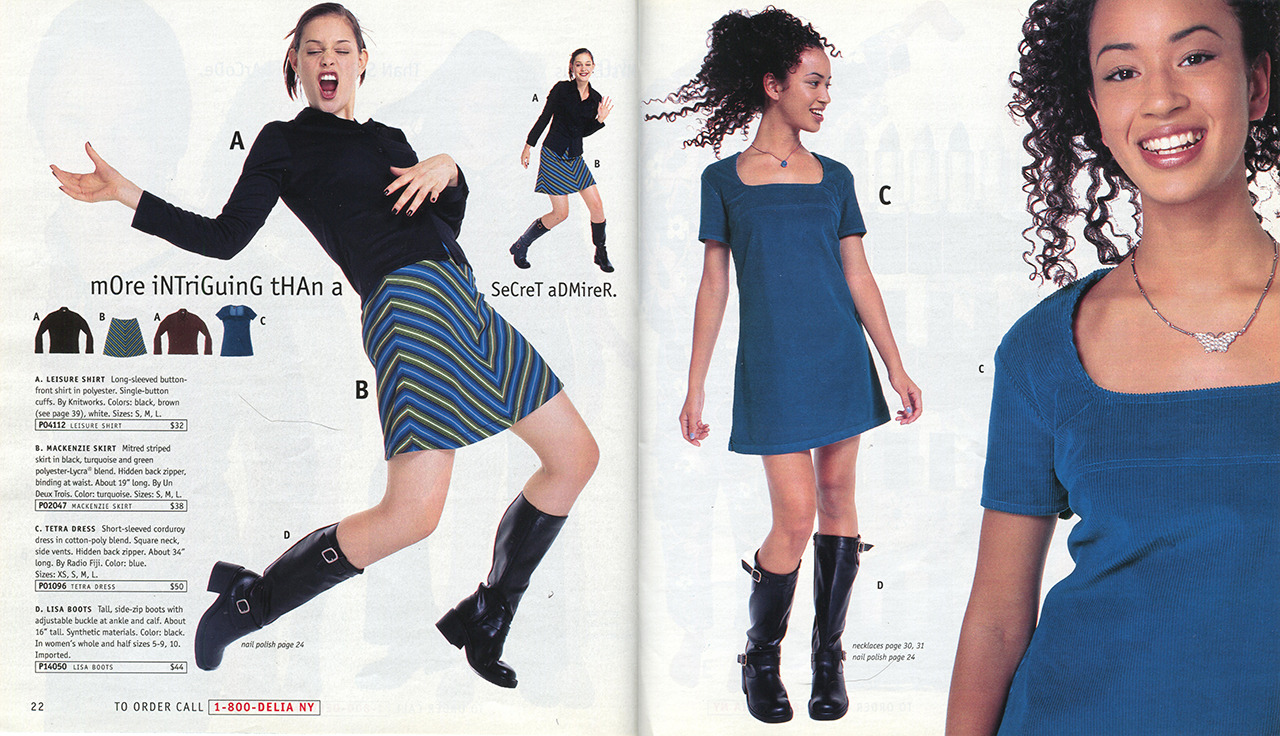 A
A
B
mOre iNTriGuinG tHAn a
SeCreT aDMireR.
A
B
A
C
B
A. LEISURE SHIRT Long-sleeved button-
front shirt in polyester. Single-button
cuffs. By Knitworks. Colors: black, brown
(see page 39), white. Sizes: S, M, L.
P04112 LEISURE SHIRT $32
B. MACKENZIE SKIRT Mitred striped
skirt in black, turquoise and green
polyester-Lycra® blend. Hidden back zipper,
binding at waist. About 19" long. By Un
Deux Trois. Color: turquoise. Sizes: S, M, L.
P02047 MACKENZIE SKIRT $38
C. TETRA DRESS Short-sleeved corduroy
dress in cotton-poly blend. Square neck,
side vents. Hidden back zipper. About 34"
long. By Radio Fiji. Color: blue.
Sizes: XS, S, M, L.
P01096 TETRA DRESS $50
D. LISA BOOTS Tall, side-zip boots with
adjustable buckle at ankle and calf. About
16" tall. Synthetic materials. Color: black.
In women's whole and half sizes 5-9, 10.
Imported.
P14050 LISA BOOTS $44
D
nail polish page 24
22 TO ORDER CALL 1-800-DELIA NY
C
C
D
necklaces page 30, 31
nail polish page 24